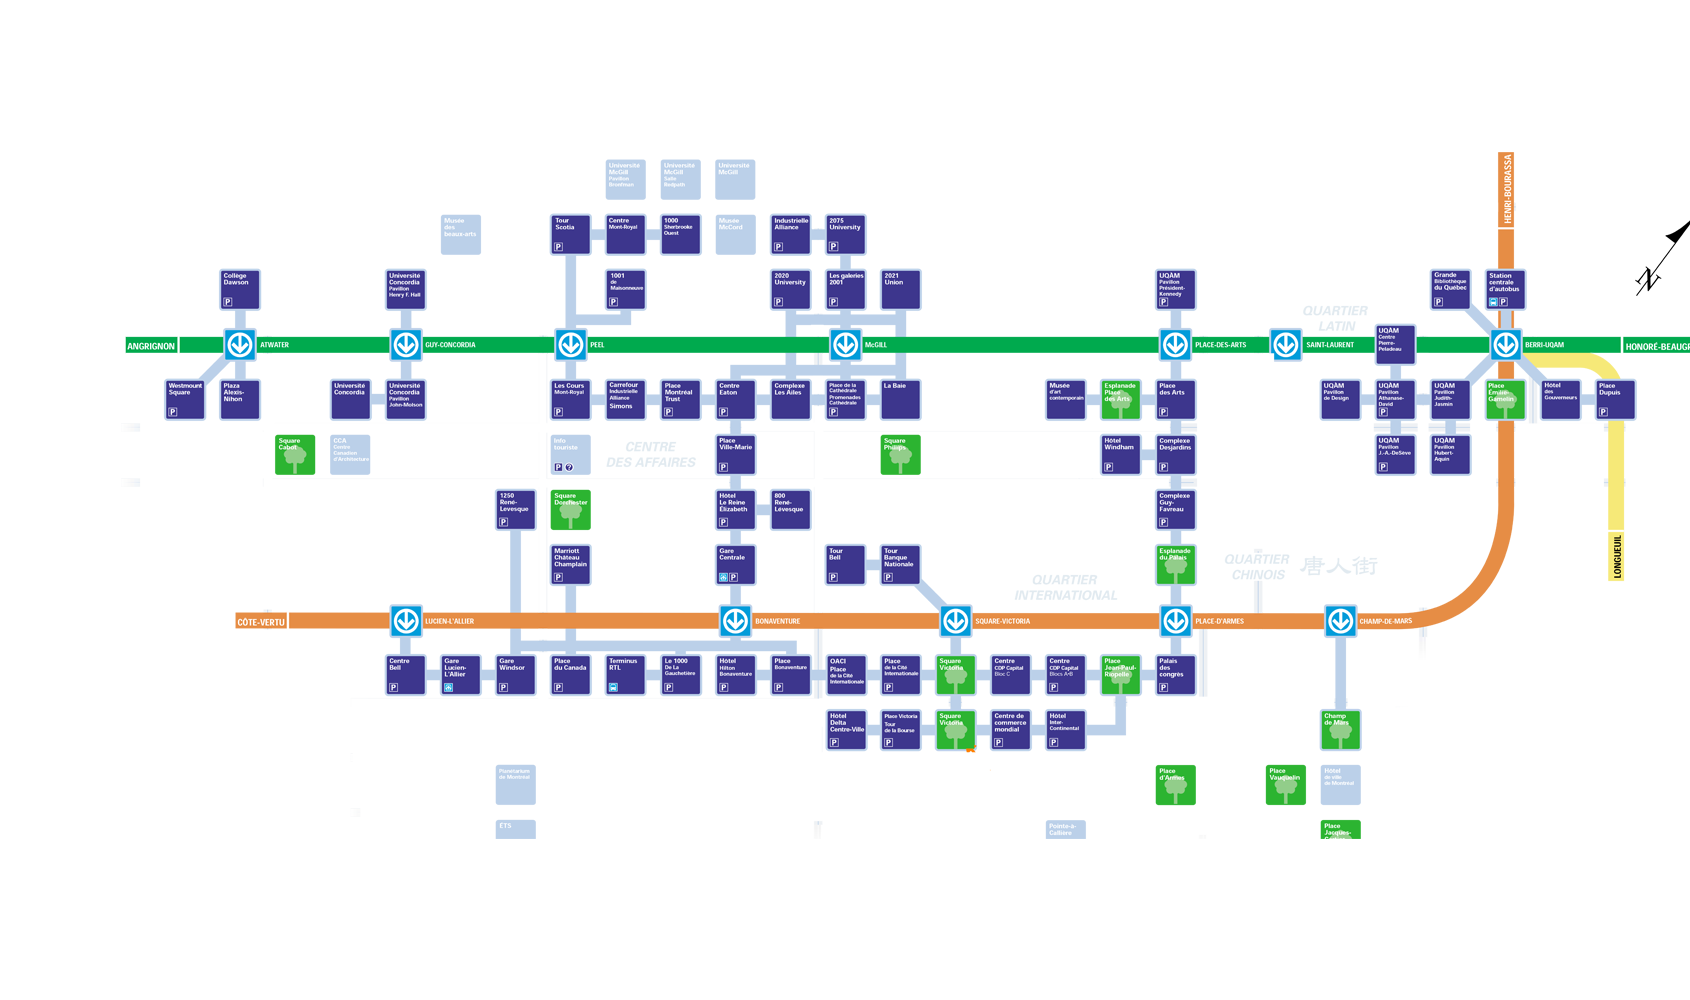 HENRI-BOURASSA
Université
McGill
Pavillon
Bronfman
Université
McGill
Salle
Redpath
Université
McGill
Musée
des
beaux-arts
Tour
Scotia
P
Centre
Mont-Royal
1000
Sherbrooke
Ouest
Musée
McCord
Industrielle
Alliance
P
2075
University
P
Collège
Dawson
P
Université
Concordia
Pavillon
Henry F. Hall
1001
de
Maisonneuve
P
2020
University
P
Les galeries
2001
P
2021
Union
UQÀM
Pavillon
Président-
Kennedy
P
Grande
Bibliothèque
du Québec
P
Station
centrale
d'autobus
P
N
QUARTIER
LATIN
ANGRIGNON
ATWATER
GUY-CONCORDIA
PEEL
McGILL
PLACE-DES-ARTS
SAINT-LAURENT
UQÀM
Centre
Pierre-
Péladeau
BERRI-UQAM
HONORÉ-BEAUGR
Westmount
Square
P
Plaza
Alexis-
Nihon
Université
Concordia
Université
Concordia
Pavillon
John-Molson
Les Cours
Mont-Royal
P
Carrefour
Industrielle
Alliance
Simons
Place
Montréal
Trust
P
Centre
Eaton
P
Complexe
Les Ailes
P
Place de la
Cathédrale
Promenades
Cathédrale
P
La Baie
Musée
d'art
contemporain
Esplanade
Place
des Arts
P
Place
des Arts
P
UQÀM
Pavillon
de Design
UQÀM
Pavillon
Athanase-
David
P
UQÀM
Pavillon
Judith-
Jasmin
Place
Émilie-
Gamelin
Hôtel
des
Gouverneurs
Place
Dupuis
P
Square
Cabot
CCA
Centre
Canadien
d'Architecture
Info
touriste
P ?
CENTRE
DES AFFAIRES
Place
Ville-Marie
P
Square
Philips
Hôtel
Windham
P
Complexe
Desjardins
P
UQÀM
Pavillon
J.-A.-DeSève
P
UQÀM
Pavillon
Hubert-
Aquin
1250
René-
Levesque
P
Square
Dorchester
Hôtel
Le Reine
Élizabeth
P
800
René-
Lévesque
Complexe
Guy-
Favreau
P
Marriott
Château
Champlain
P
Gare
Centrale
P
Tour
Bell
P
Tour
Banque
Nationale
P
Esplanade
du Palais
QUARTIER
CHINOIS
唐人街
LONGUEUIL
QUARTIER
INTERNATIONAL
CÔTE-VERTU
LUCIEN-L'ALLIER
BONAVENTURE
SQUARE-VICTORIA
PLACE-D'ARMES
CHAMP-DE-MARS
Centre
Bell
P
Gare
Lucien-
L'Allier
Gare
Windsor
P
Place
du Canada
P
Terminus
RTL
Le 1000
De La
Gauchetière
P
Hôtel
Hilton
Bonaventure
P
Place
Bonaventure
P
OACI
Place
de la Cité
Internationale
Place
de la Cité
Internationale
P
Square
Victoria
Centre
CDP Capital
Bloc C
Centre
CDP Capital
Blocs A+B
P
Place
Jean-Paul-
Riopelle
Palais
des
congrès
P
Hôtel
Delta
Centre-Ville
P
Place Victoria
Tour
de la Bourse
P
Square
Victoria
Centre de
commerce
mondial
P
Hôtel
Inter-
Continental
P
Champ
de Mars
Planétarium
de Montréal
Place
d'Armes
Place
Vauquelin
Hôtel
de ville
de Montréal
ÉTS
Pointe-à-
Callière
Place
Jacques-